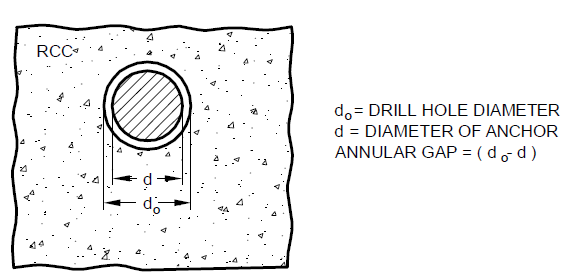 RCC
d
do
do = DRILL HOLE DIAMETER
d = DIAMETER OF ANCHOR
ANNULAR GAP = ( do- d )